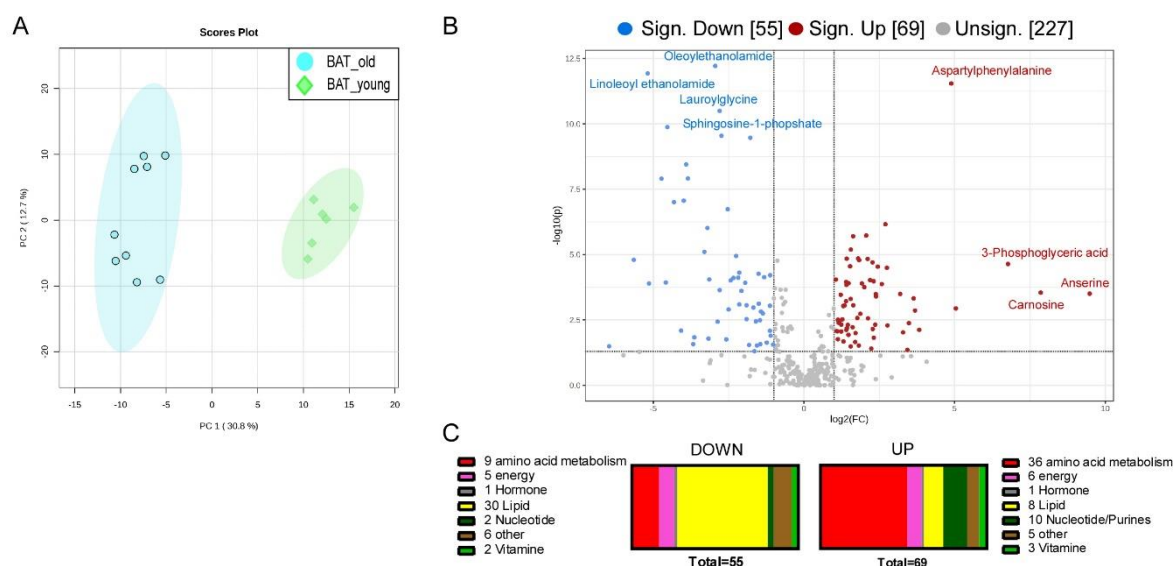 A
Scores Plot
BAT_old
BAT_young
20
10
0
-10
-20
PC 2 ( 12.7 %)
-15
-10
-5
0
5
10
15
20
PC 1 ( 30.8 %)
B
Sign. Down [55]
Sign. Up [69]
Unsign. [227]
12.5
10.0
7.5
5.0
2.5
0.0
-log10(p)
Oleoylethanolamide
Linoleoyl ethanolamide
Lauroylglycine
Sphingosine-1-phopshate
Aspartylphenylalanine
3-Phosphoglyceric acid
Anserine
Carnosine
-5
0
5
10
log2(FC)
C
DOWN
UP
9 amino acid metabolism
5 energy
1 Hormone
30 Lipid
2 Nucleotide
6 other
2 Vitamine
Total=55
Total=69
36 amino acid metabolism
6 energy
1 Hormone
8 Lipid
10 Nucleotide/Purines
5 other
3 Vitamine